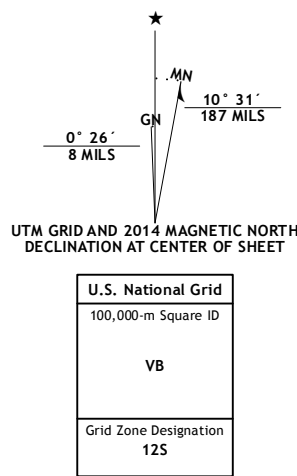 MN
GN
10° 31´
187 MILS
0° 26´
8 MILS
UTM GRID AND 2014 MAGNETIC NORTH
DECLINATION AT CENTER OF SHEET
U.S. National Grid
100,000-m Square ID
VB
Grid Zone Designation
12S